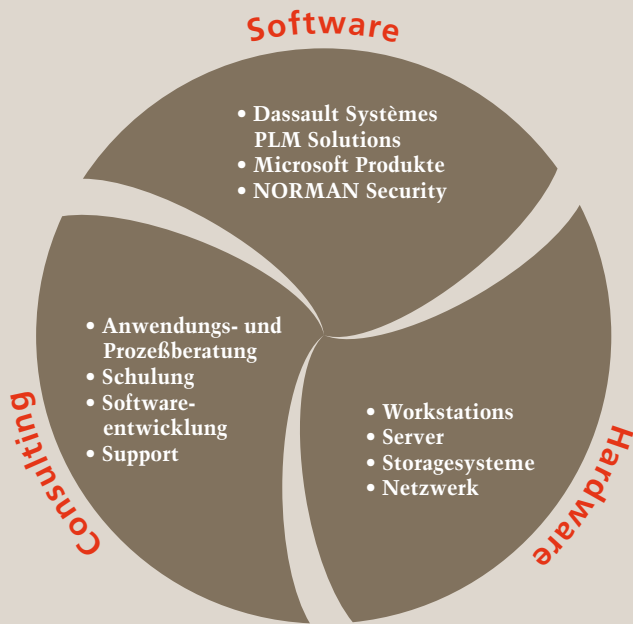 Software
• Dassault Systèmes
PLM Solutions
• Microsoft Produkte
• NORMAN Security
• Anwendungs- und
Prozeßberatung
• Schulung
• Software-
entwicklung
• Support
Consulting
• Workstations
• Server
• Storagesysteme
• Netzwerk
Hardware